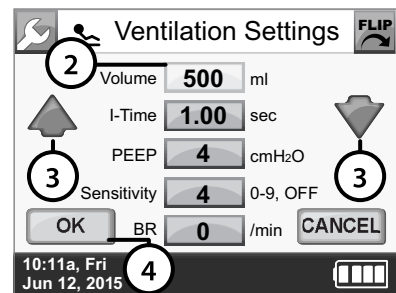 Ventilation Settings FLIP
2
Volume 500 ml
I-Time 1.00 sec
PEEP 4 cmH2O
3 3
Sensitivity 4 0-9, OFF
OK BR 0 /min CANCEL
10:11a, Fri
4
Jun 12, 2015